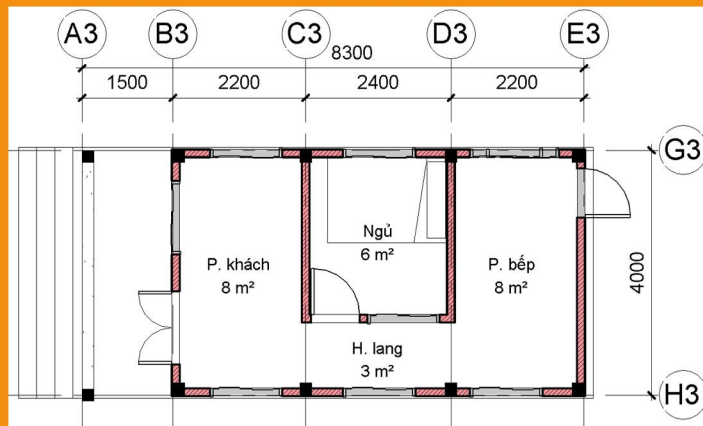 A3 B3 C3 D3 E3
8300
1500 2200 2400 2200
G3
Ngủ
6 m²
P. khách
8 m²
P. bếp
8 m²
4000
H. lang
3 m²
H3